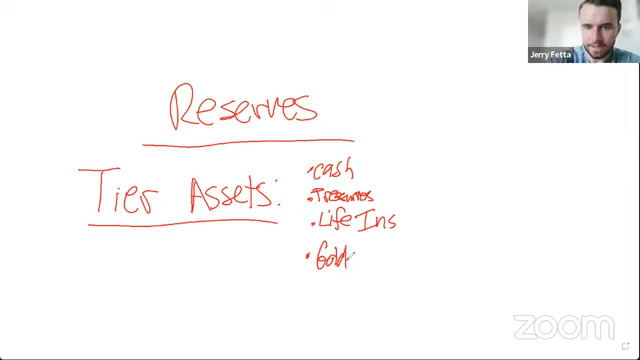 Jerry Fetta
Reserves
Tier Assets:
• cash
• Treasuries
• Life Ins
• Gold
zoom